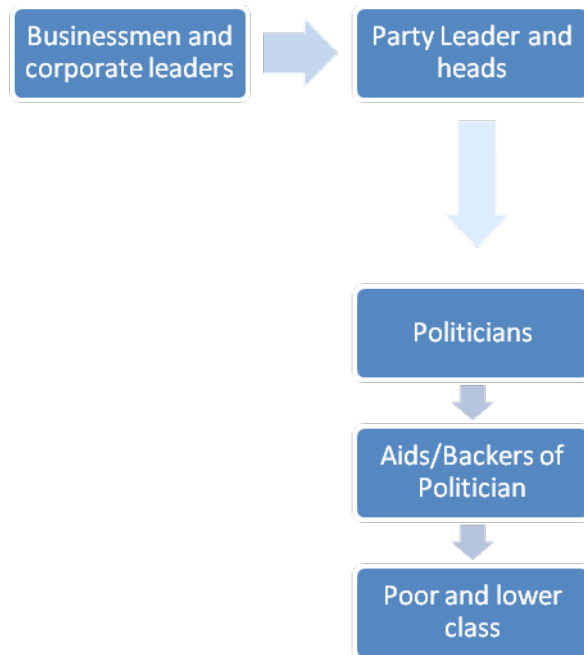 Businessmen and
corporate leaders
Party Leader and
heads
Politicians
Aids/Backers of
Politician
Poor and lower
class